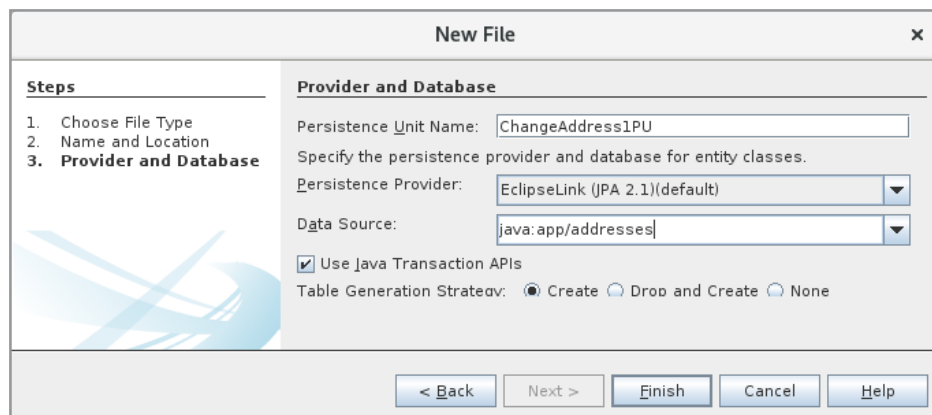 New File
Steps
1. Choose File Type
2. Name and Location
3. Provider and Database
Provider and Database
Persistence Unit Name: ChangeAddress1PU
Specify the persistence provider and database for entity classes.
Persistence Provider: EclipseLink (JPA 2.1)(default)
Data Source: java:app/addresses
Use Java Transaction APIs
Table Generation Strategy: Create Drop and Create None
< Back Next > Finish Cancel Help